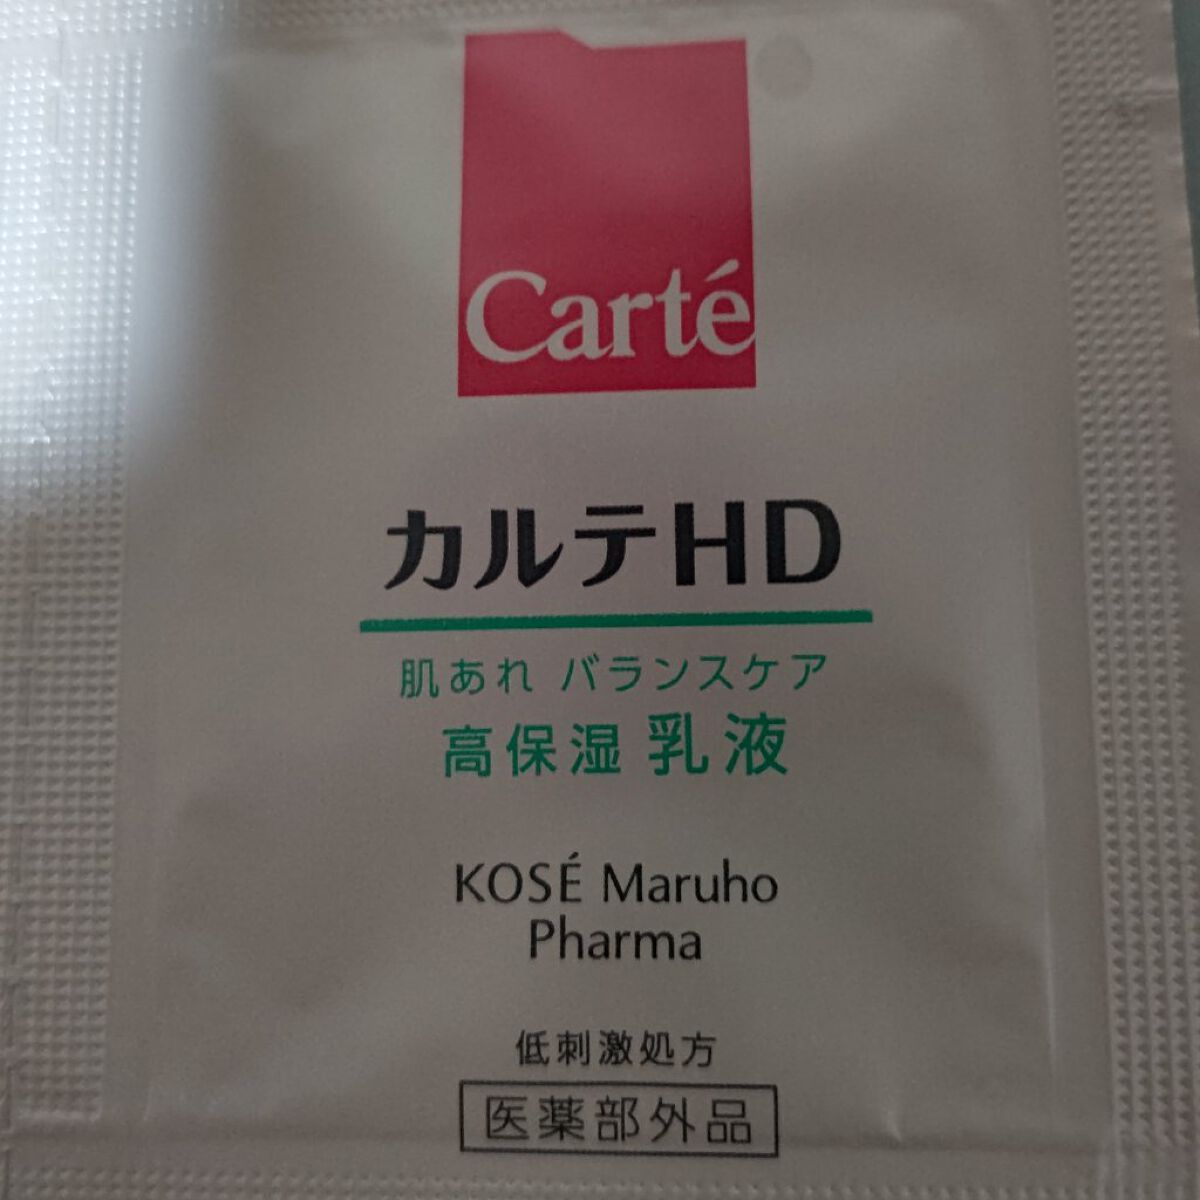 Carté
カルテHD
肌あれ バランスケア
高保湿 乳液
KOSÉ Maruho
Pharma
低刺激処方
医薬部外品